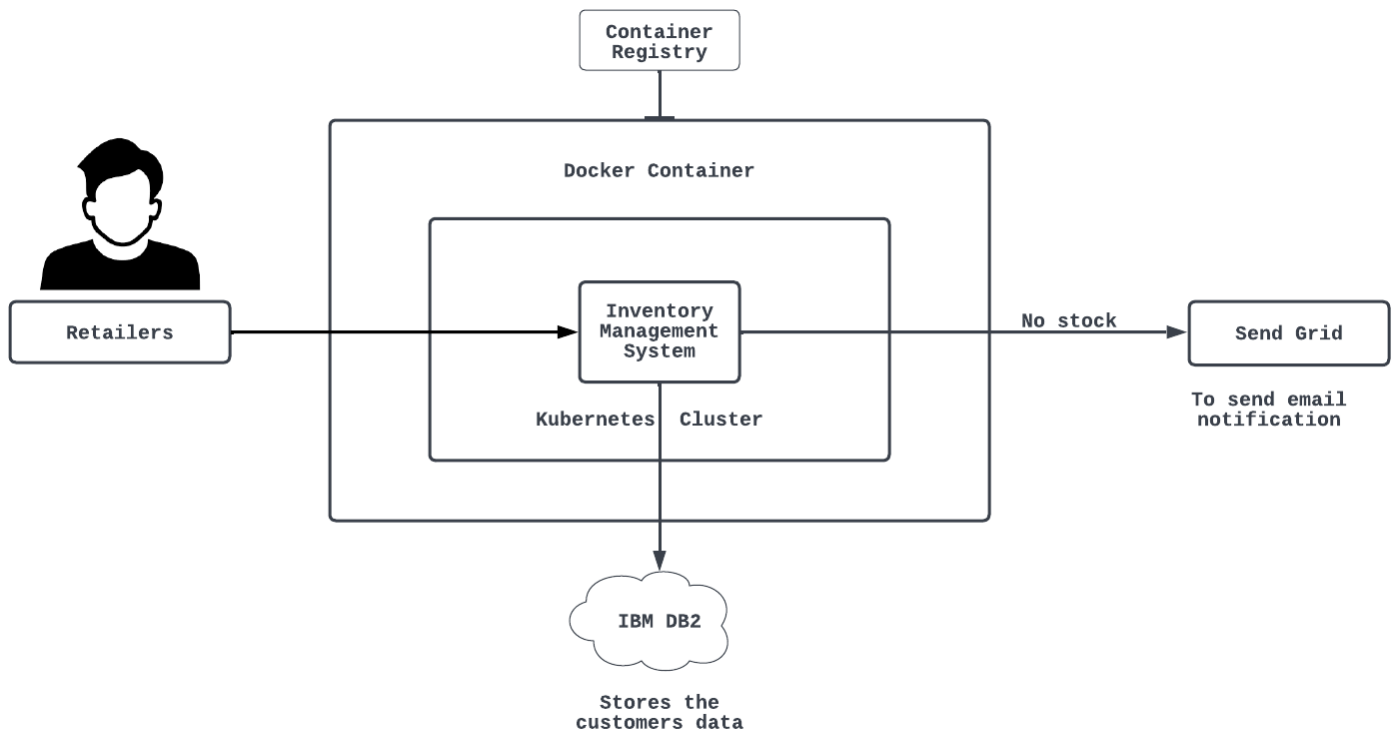 Container
Registry
Docker Container
Inventory
Management
System
Retailers
No stock
Send Grid
To send email
notification
Kubernetes Cluster
IBM DB2
Stores the
customers data